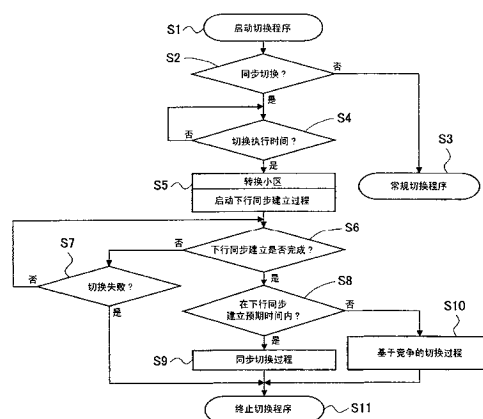 S1
启动切换程序
S2
同步切换？
否
是
S4
切换执行时间？
否
是
S3
常规切换程序
S5
转换小区
启动下行同步建立过程
S6
下行同步建立是否完成？
否
是
S7
切换失败？
否
是
S8
在下行同步
建立预期时间内？
否
是
S9
同步切换过程
S10
基于竞争的切换过程
终止切换程序
S11